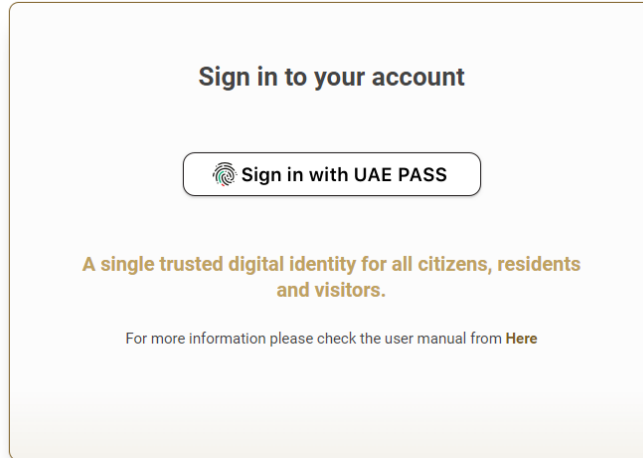 Sign in to your account
Sign in with UAE PASS
A single trusted digital identity for all citizens, residents
and visitors.
For more information please check the user manual from Here